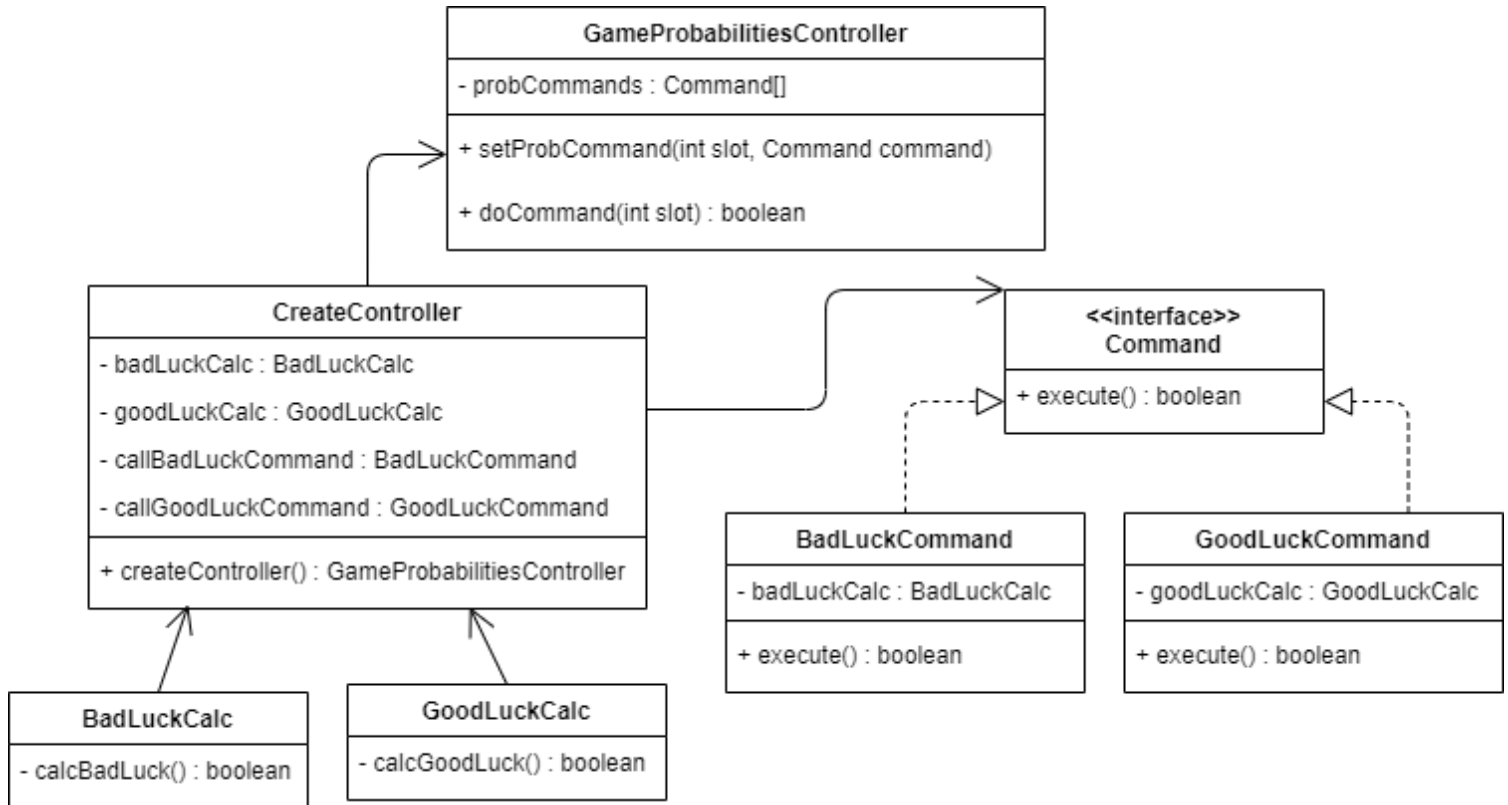 GameProbabilitiesController
- probCommands : Command[]
+ setProbCommand(int slot, Command command)
+ doCommand(int slot) : boolean
CreateController
- badLuckCalc : BadLuckCalc
- goodLuckCalc : GoodLuckCalc
- callBadLuckCommand : BadLuckCommand
- callGoodLuckCommand : GoodLuckCommand
+ createController() : GameProbabilitiesController
<<interface>>
Command
+ execute() : boolean
BadLuckCommand
- badLuckCalc : BadLuckCalc
+ execute() : boolean
GoodLuckCommand
- goodLuckCalc : GoodLuckCalc
+ execute() : boolean
BadLuckCalc
- calcBadLuck() : boolean
GoodLuckCalc
- calcGoodLuck() : boolean